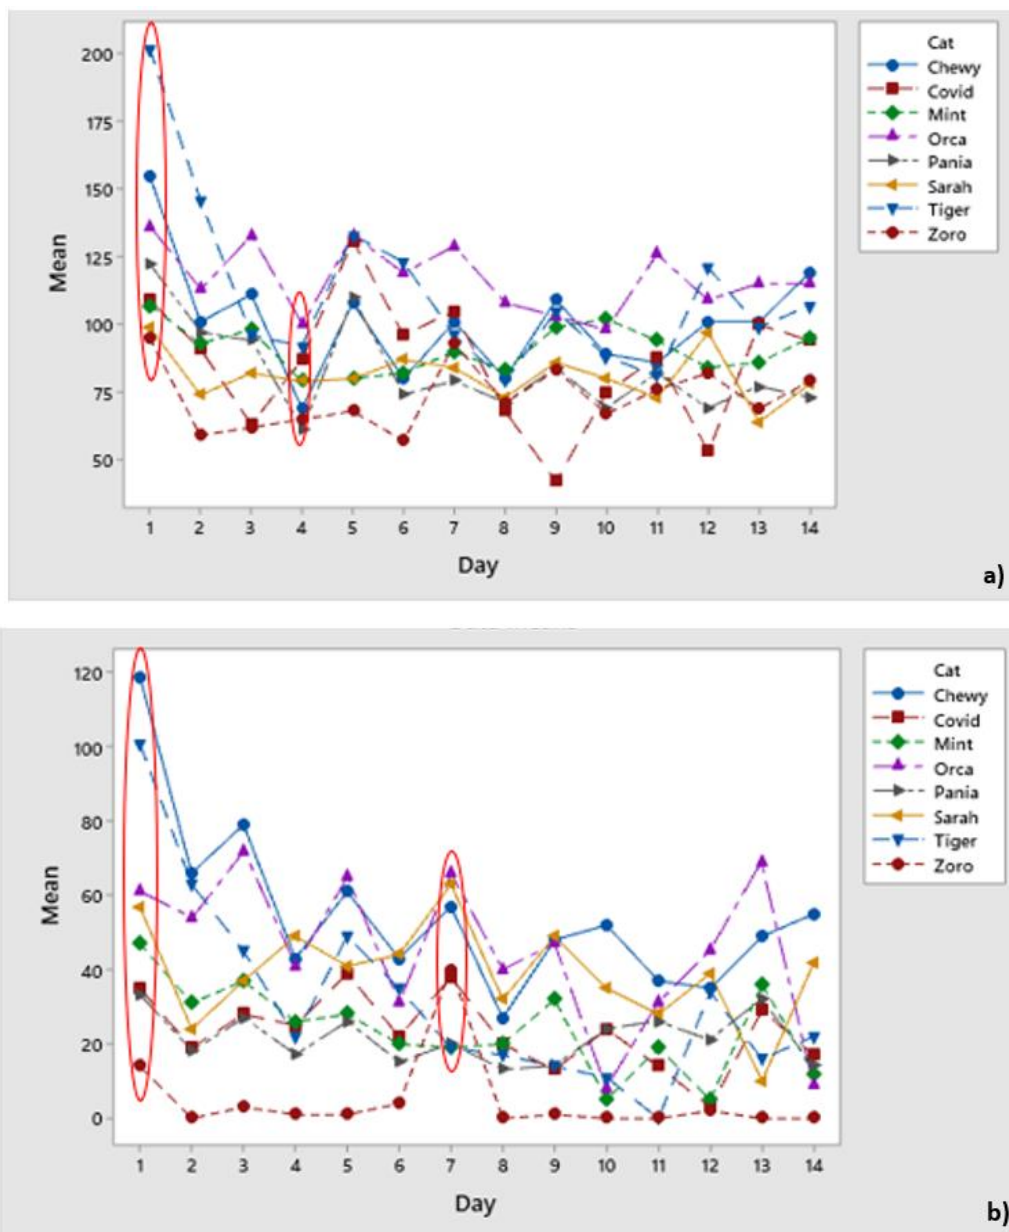 200
175
150
125
100
75
50
Mean
1 2 3 4 5 6 7 8 9 10 11 12 13 14
Day
Cat
Chewy
Covid
Mint
Orca
Pania
Sarah
Tiger
Zoro
a)
120
100
80
60
40
20
0
Mean
1 2 3 4 5 6 7 8 9 10 11 12 13 14
Day
Cat
Chewy
Covid
Mint
Orca
Pania
Sarah
Tiger
Zoro
b)